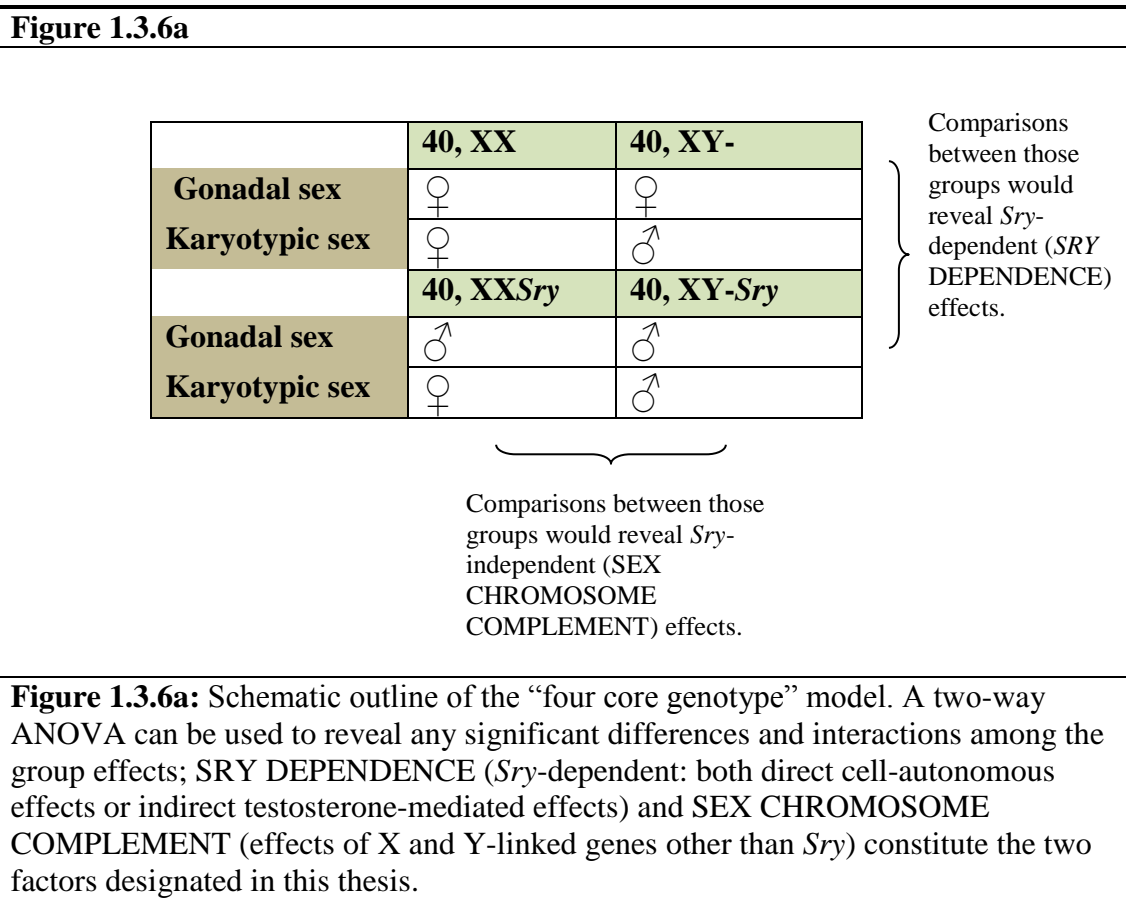 Figure 1.3.6a
40, XX 40, XY-
Gonadal sex ♀ ♀
Karyotypic sex ♀ ♂
40, XXSry 40, XY-Sry
Gonadal sex ♂ ♂
Karyotypic sex ♀ ♂
Comparisons
between those
groups would
reveal Sry-
dependent (SRY
DEPENDENCE)
effects.
Comparisons between those
groups would reveal Sry-
independent (SEX
CHROMOSOME
COMPLEMENT) effects.
Figure 1.3.6a: Schematic outline of the “four core genotype” model. A two-way
ANOVA can be used to reveal any significant differences and interactions among the
group effects; SRY DEPENDENCE (Sry-dependent: both direct cell-autonomous
effects or indirect testosterone-mediated effects) and SEX CHROMOSOME
COMPLEMENT (effects of X and Y-linked genes other than Sry) constitute the two
factors designated in this thesis.